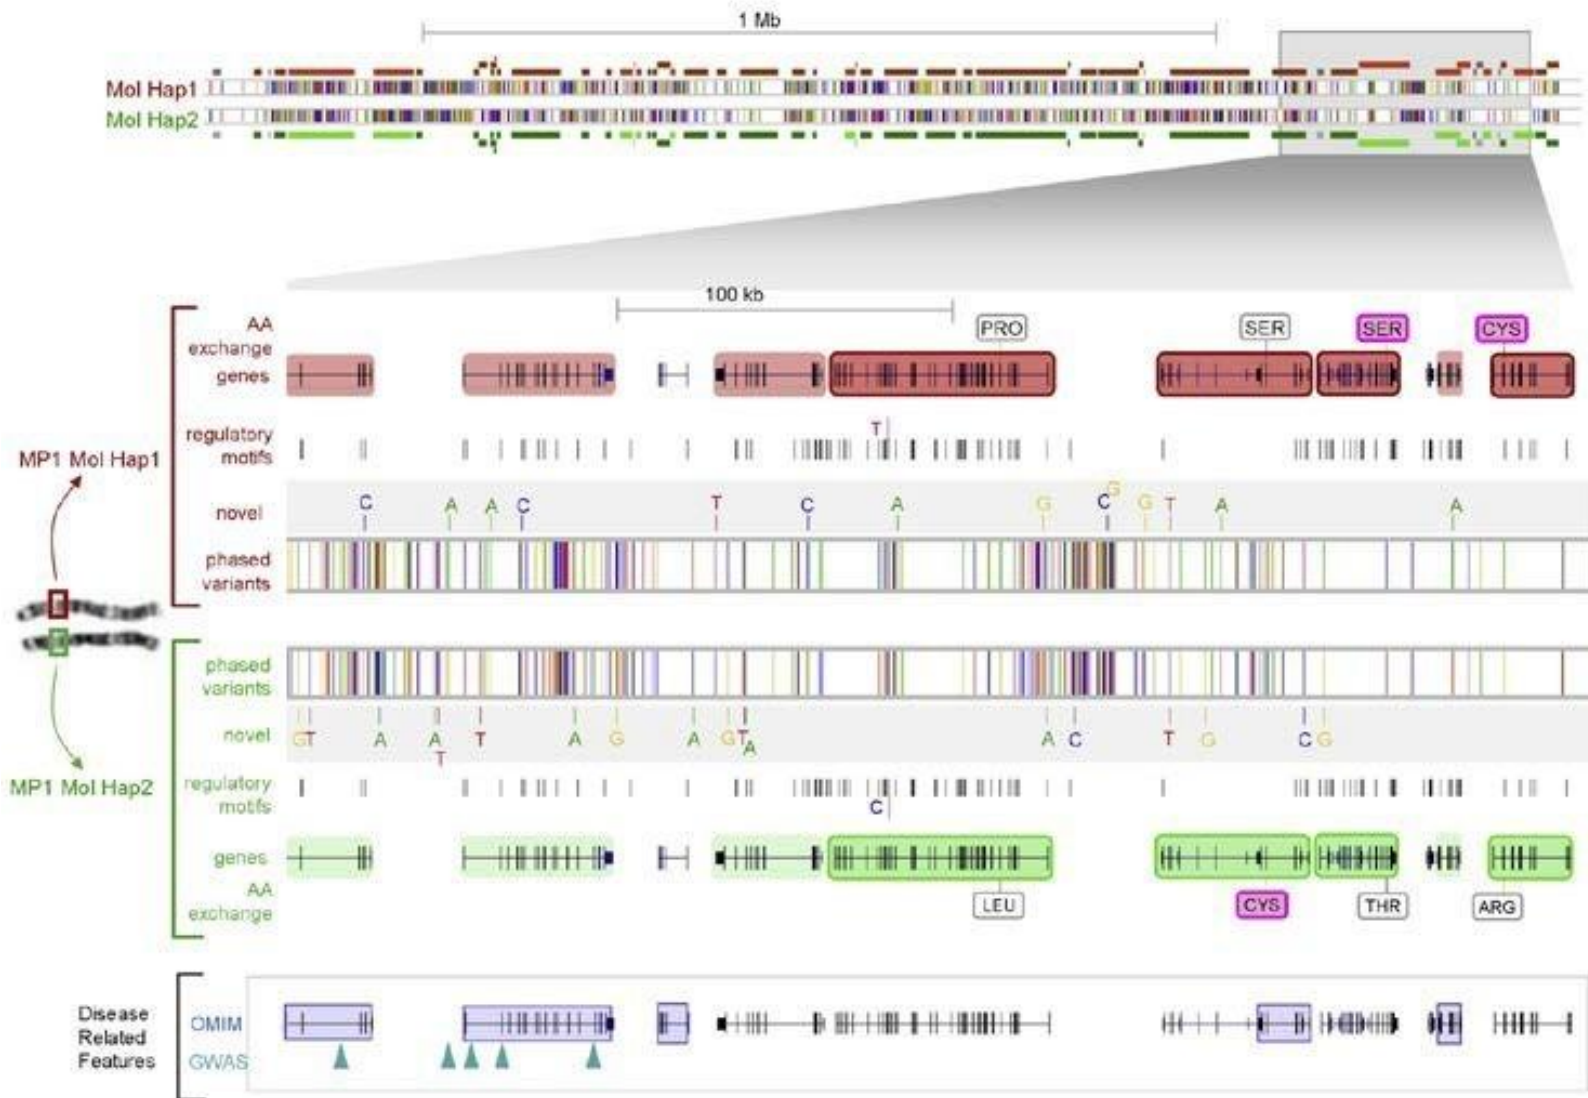 1 Mb
Mol Hap1
Mol Hap2
100 kb
AA
exchange
PRO
SER
SER
CYS
genes
regulatory
motifs
T
MP1 Mol Hap1
novel
C A A C T C A G C G G T A A
phased
variants
phased
variants
novel
G T A A T T A G A G T A A C T G C G
MP1 Mol Hap2
regulatory
motifs
C
genes
AA
exchange
LEU
CYS
THR
ARG
Disease
Related
Features
OMIM
GWAS